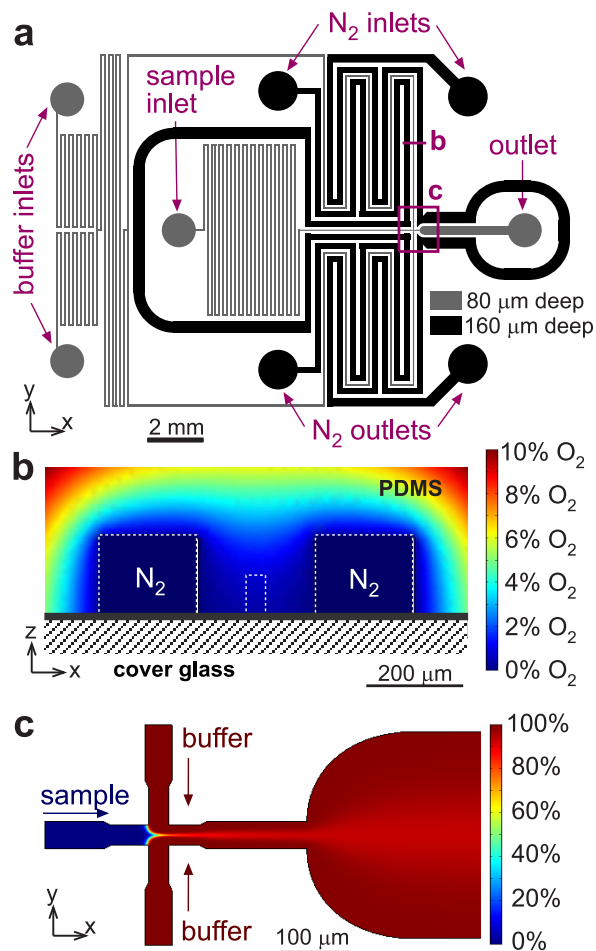 a
N₂ inlets
sample
inlet
b
outlet
c
buffer inlets
80 μm deep
160 μm deep
y
x
2 mm
N₂ outlets
b
PDMS
10% O₂
8% O₂
6% O₂
4% O₂
2% O₂
0% O₂
N₂
N₂
z
x
cover glass
200 μm
c
buffer
sample
100%
80%
60%
40%
20%
0%
y
x
buffer
100 μm